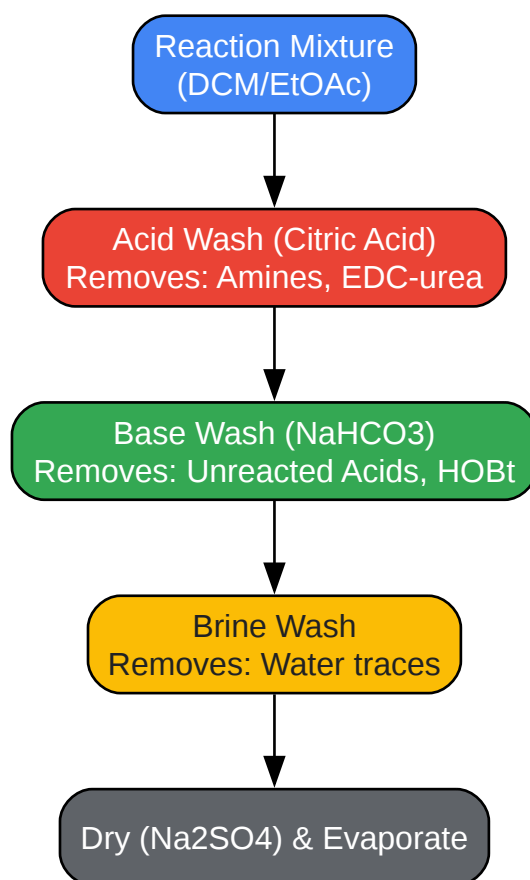 Reaction Mixture
(DCM/EtOAc)
Acid Wash (Citric Acid)
Removes: Amines, EDC-urea
Base Wash (NaHCO3)
Removes: Unreacted Acids, HOBt
Brine Wash
Removes: Water traces
Dry (Na2SO4) & Evaporate